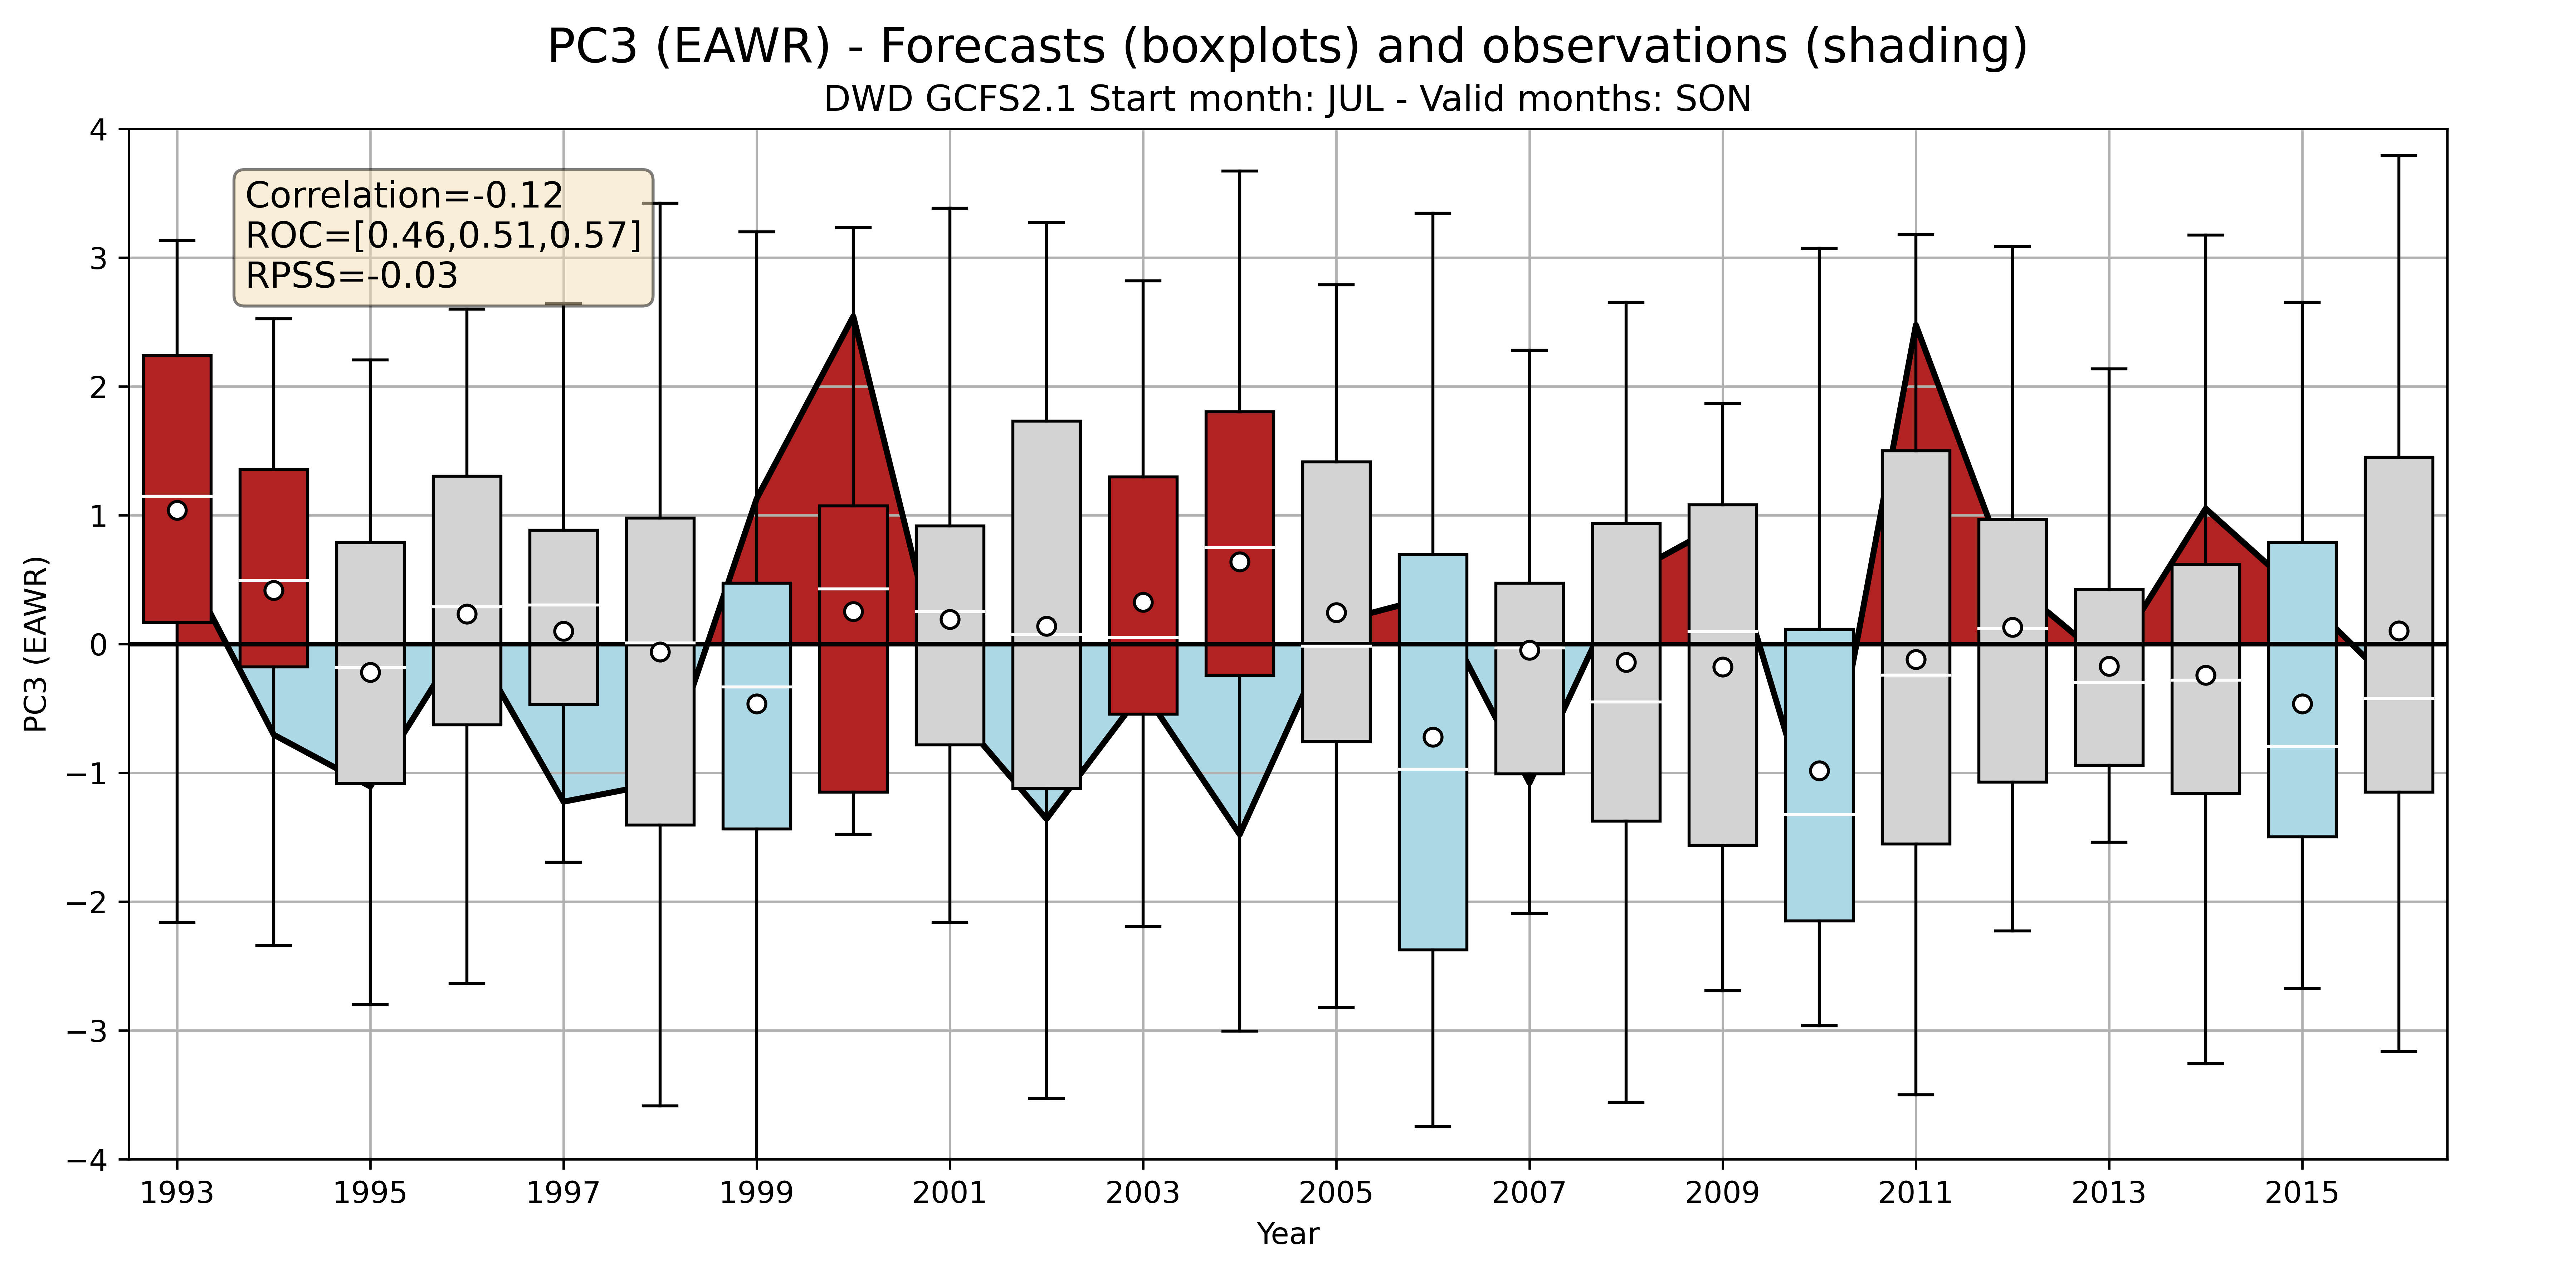 PC3 (EAWR) - Forecasts (boxplots) and observations (shading)
DWD GCFS2.1 Start month: JUL - Valid months: SON
Correlation=-0.12
ROC=[0.46,0.51,0.57]
RPSS=-0.03
PC3 (EAWR)
4
3
2
1
0
−1
−2
−3
−4
1993 1995 1997 1999 2001 2003 2005 2007 2009 2011 2013 2015
Year